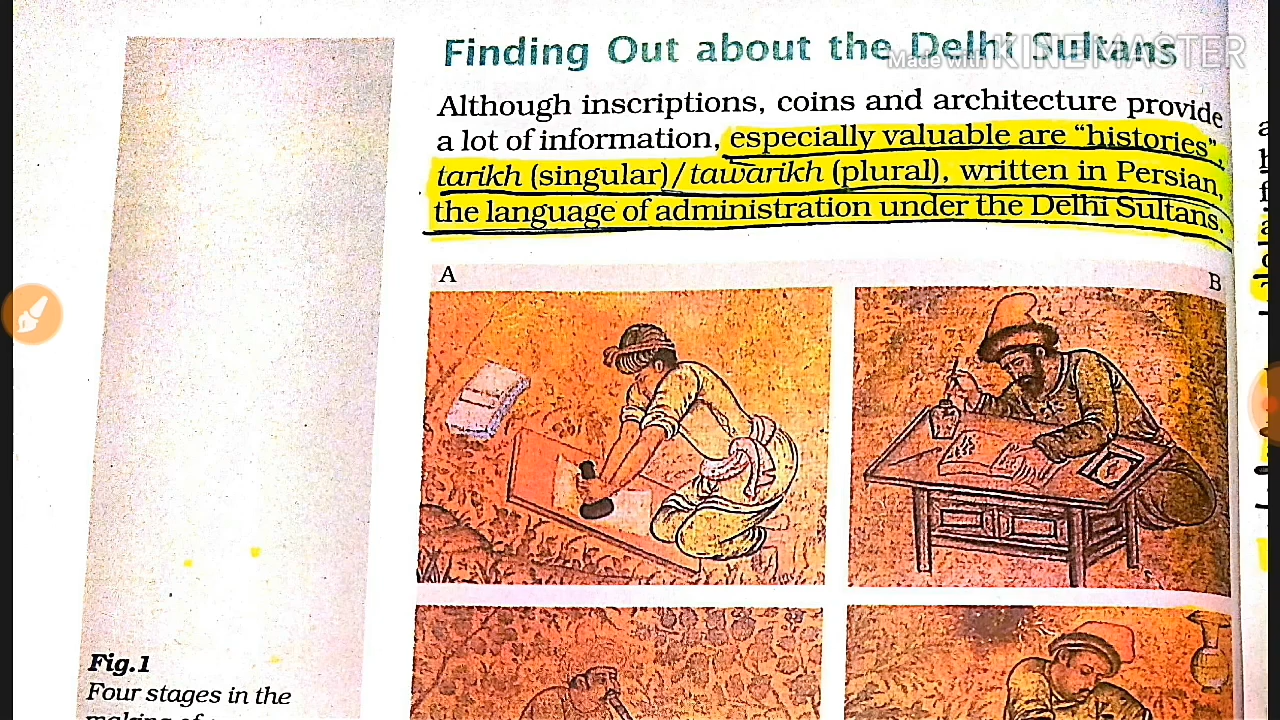 Finding Out about the Delhi Sultans
Made with KINEMASTER
Although inscriptions, coins and architecture provide
a lot of information, especially valuable are “histories”,
tarikh (singular)/tawarikh (plural), written in Persian,
the language of administration under the Delhi Sultans.
A
B
Fig.1
Four stages in the
making of